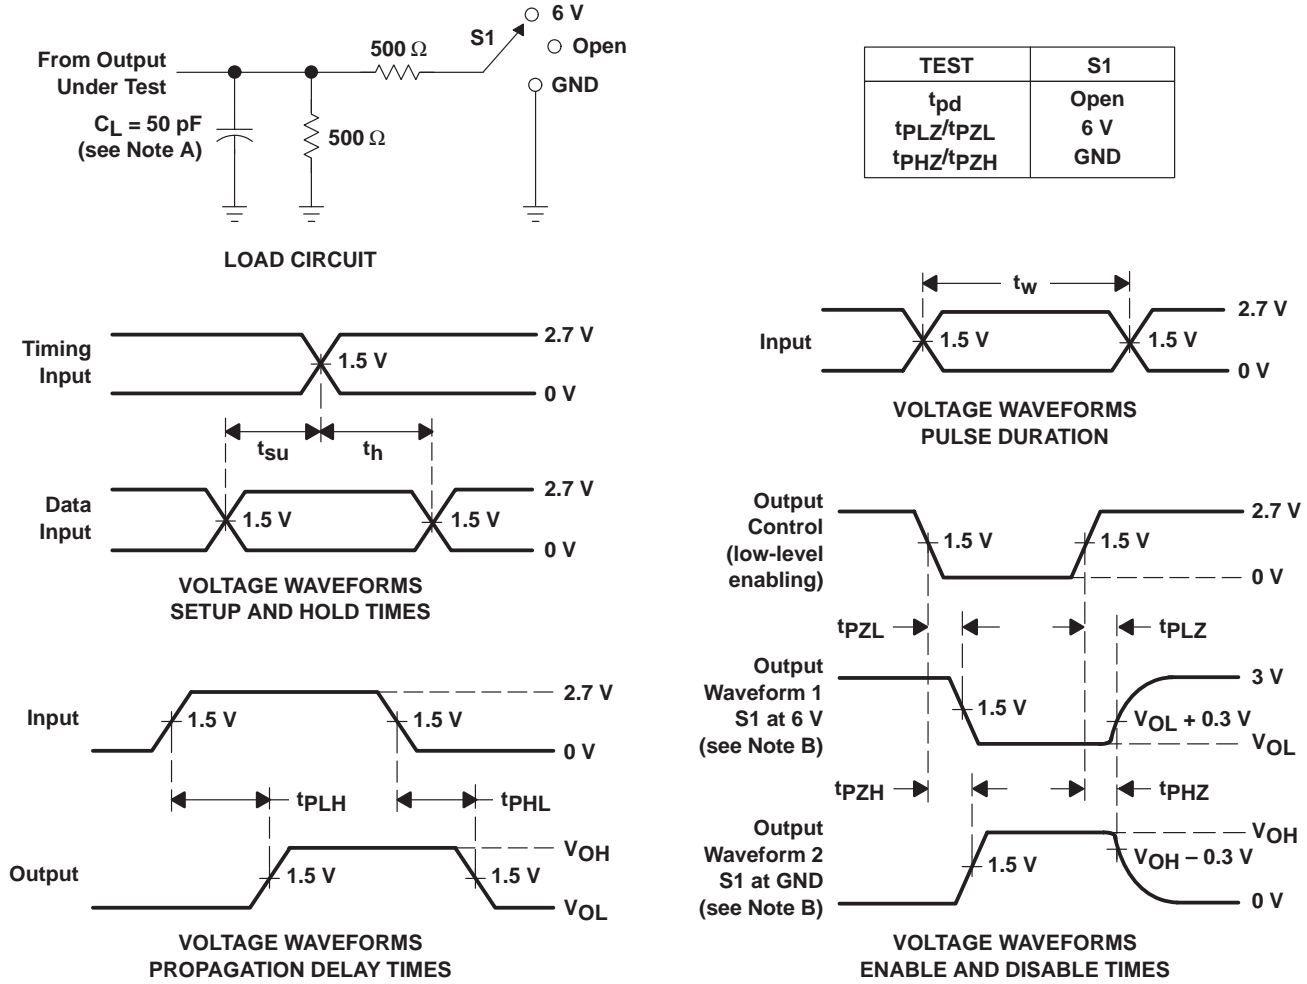 6 V
S1
Open
500 Ω
From Output
Under Test
GND
CL = 50 pF
(see Note A)
500 Ω
LOAD CIRCUIT
TEST S1
tpd Open
tPLZ/tPZL 6 V
tPHZ/tPZH GND
Timing
Input
2.7 V
1.5 V
0 V
tsu
th
Data
Input
2.7 V
1.5 V
1.5 V
0 V
VOLTAGE WAVEFORMS
SETUP AND HOLD TIMES
tw
Input
2.7 V
1.5 V
1.5 V
0 V
VOLTAGE WAVEFORMS
PULSE DURATION
Input
2.7 V
1.5 V
1.5 V
0 V
tPLH
tPHL
Output
VOH
1.5 V
1.5 V
VOL
VOLTAGE WAVEFORMS
PROPAGATION DELAY TIMES
Output
Control
(low-level
enabling)
2.7 V
1.5 V
1.5 V
0 V
tPZL
tPLZ
Output
Waveform 1
S1 at 6 V
(see Note B)
3 V
1.5 V
VOL + 0.3 V
VOL
tPZH
tPHZ
Output
Waveform 2
S1 at GND
(see Note B)
VOH
VOH – 0.3 V
1.5 V
0 V
VOLTAGE WAVEFORMS
ENABLE AND DISABLE TIMES